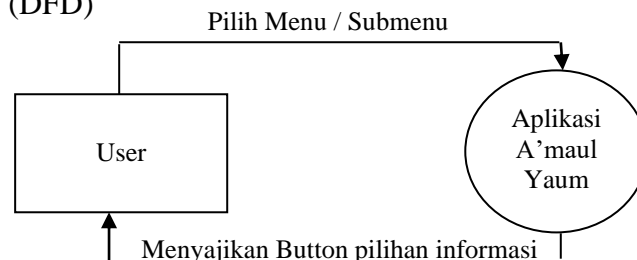 (DFD)
Pilih Menu / Submenu
User
Aplikasi
A’maul
Yaum
Menyajikan Button pilihan informasi